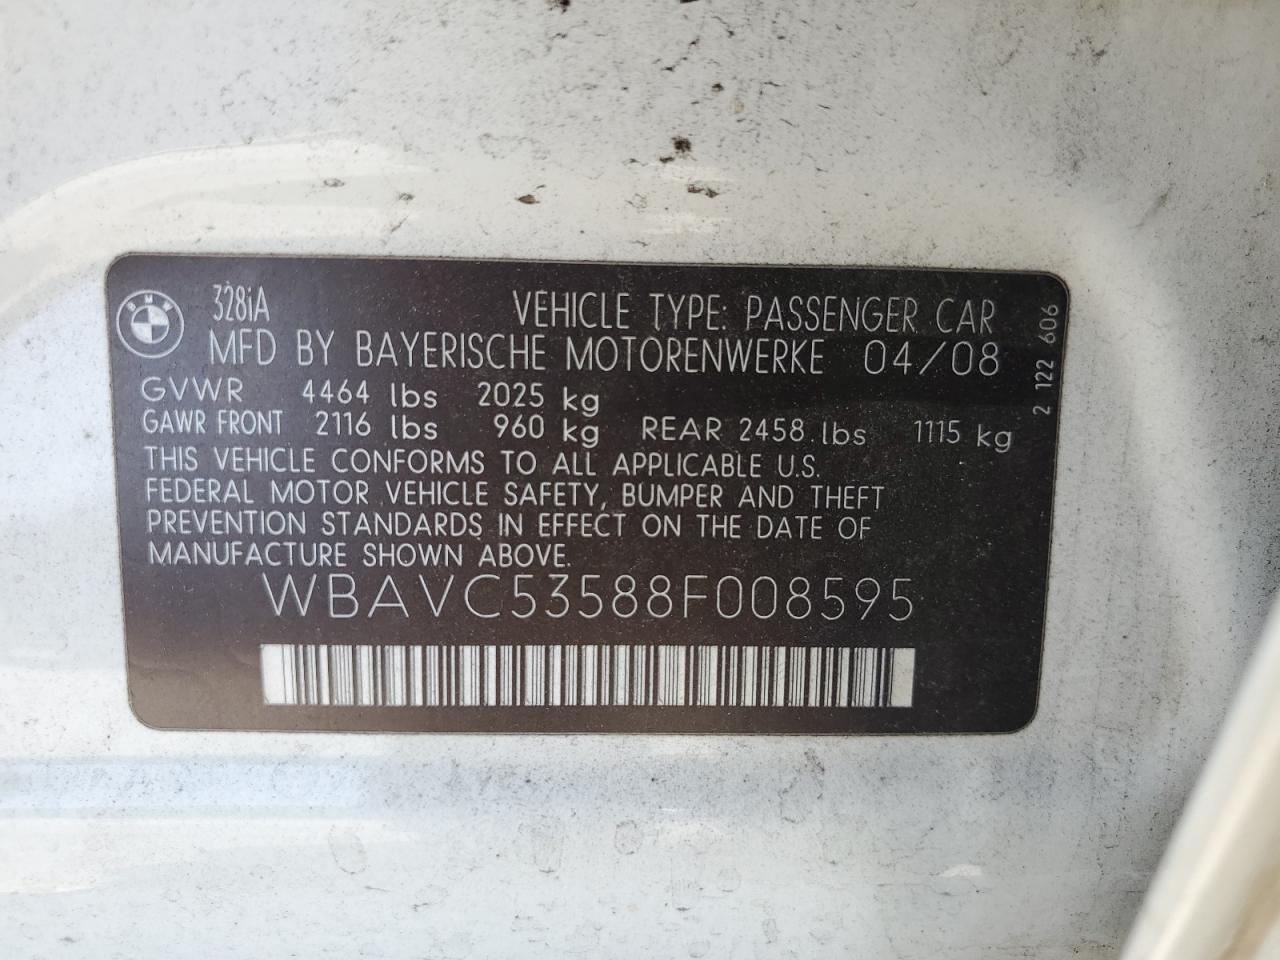 BMW
328iA VEHICLE TYPE: PASSENGER CAR
MFD BY BAYERISCHE MOTORENWERKE 04/08
GVWR 4464 lbs 2025 kg
GAWR FRONT 2116 lbs 960 kg REAR 2458 lbs 1115 kg
THIS VEHICLE CONFORMS TO ALL APPLICABLE U.S.
FEDERAL MOTOR VEHICLE SAFETY, BUMPER AND THEFT
PREVENTION STANDARDS IN EFFECT ON THE DATE OF
MANUFACTURE SHOWN ABOVE.
WBAVC53588F008595
2 122 606